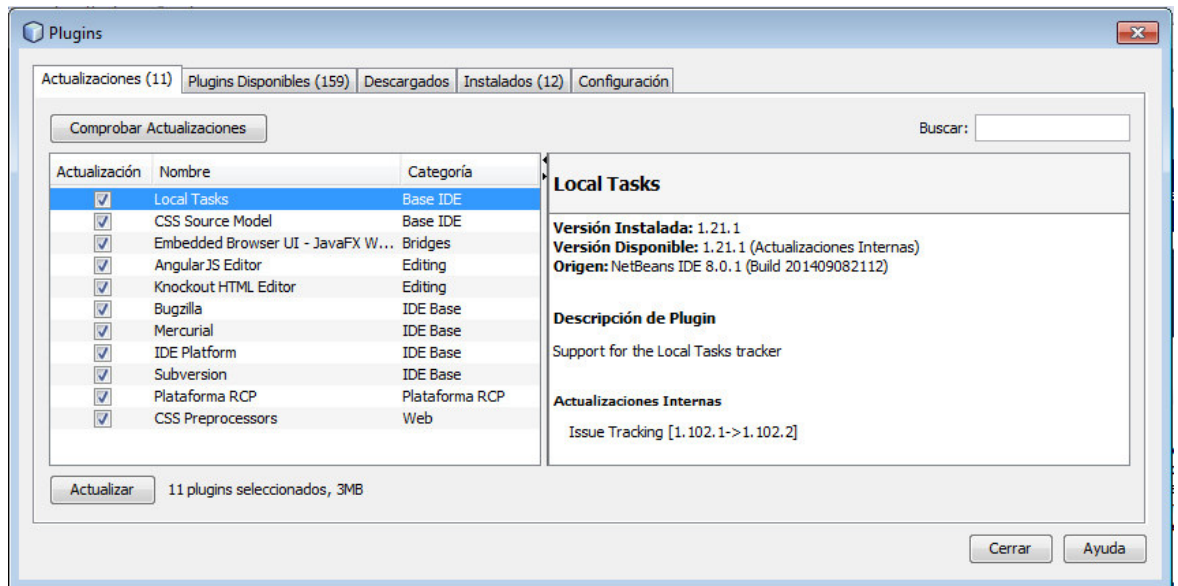 Plugins
Actualizaciones (11) Plugins Disponibles (159) Descargados Instalados (12) Configuración
Comprobar Actualizaciones Buscar:
Actualización Nombre Categoría
Local Tasks Base IDE
CSS Source Model Base IDE
Embedded Browser UI - JavaFX W... Bridges
AngularJS Editor Editing
Knockout HTML Editor Editing
Bugzilla IDE Base
Mercurial IDE Base
IDE Platform IDE Base
Subversion IDE Base
Plataforma RCP Plataforma RCP
CSS Preprocessors Web
Local Tasks
Versión Instalada: 1.21.1
Versión Disponible: 1.21.1 (Actualizaciones Internas)
Origen: NetBeans IDE 8.0.1 (Build 201409082112)
Descripción de Plugin
Support for the Local Tasks tracker
Actualizaciones Internas
Issue Tracking [1.102.1->1.102.2]
Actualizar 11 plugins seleccionados, 3MB
Cerrar Ayuda